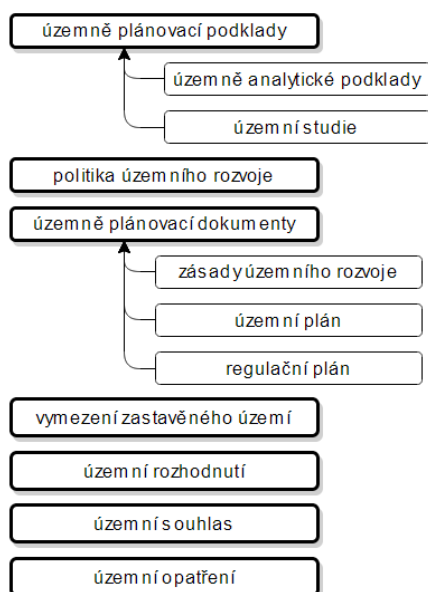 územně plánovací podklady
územně analytické podklady
územní studie
politika územního rozvoje
územně plánovací dokumenty
zásady územního rozvoje
územní plán
regulační plán
vymezení zastavěného území
územní rozhodnutí
územní souhlas
územní opatření